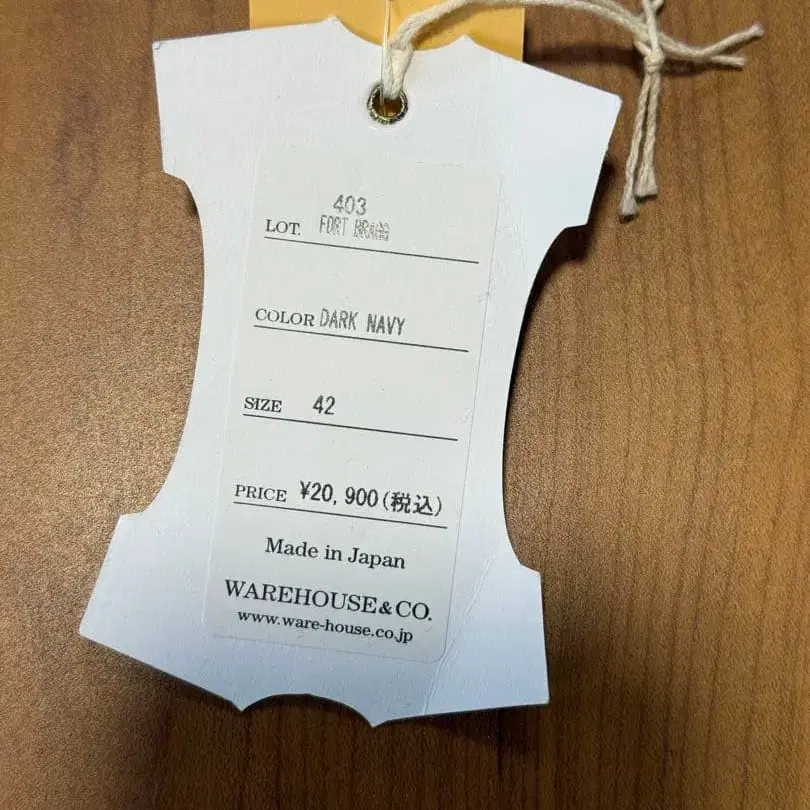 403
LOT. FORT BRAGG
COLOR DARK NAVY
SIZE 42
PRICE ¥20,900(税込)
Made in Japan
WAREHOUSE&CO.
www.ware-house.co.jp